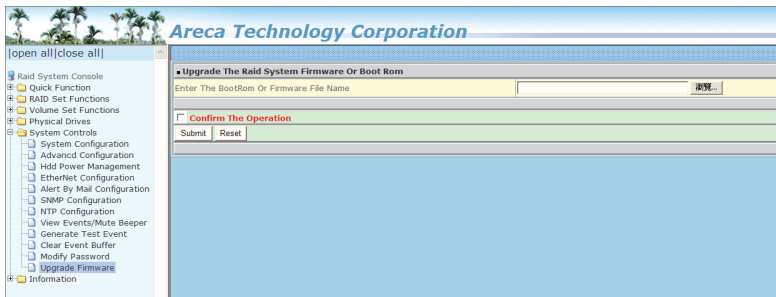 Areca Technology Corporation
|open all|close all|
Raid System Console
Quick Function
RAID Set Functions
Volume Set Functions
Physical Drives
System Controls
System Configuration
Advancd Configuration
Hdd Power Management
EtherNet Configuration
Alert By Mail Configuration
SNMP Configuration
NTP Configuration
View Events/Mute Beeper
Generate Test Event
Clear Event Buffer
Modify Password
Upgrade Firmware
Information
Upgrade The Raid System Firmware Or Boot Rom
Enter The BootRom Or Firmware File Name 瀏覽...
Confirm The Operation
Submit Reset